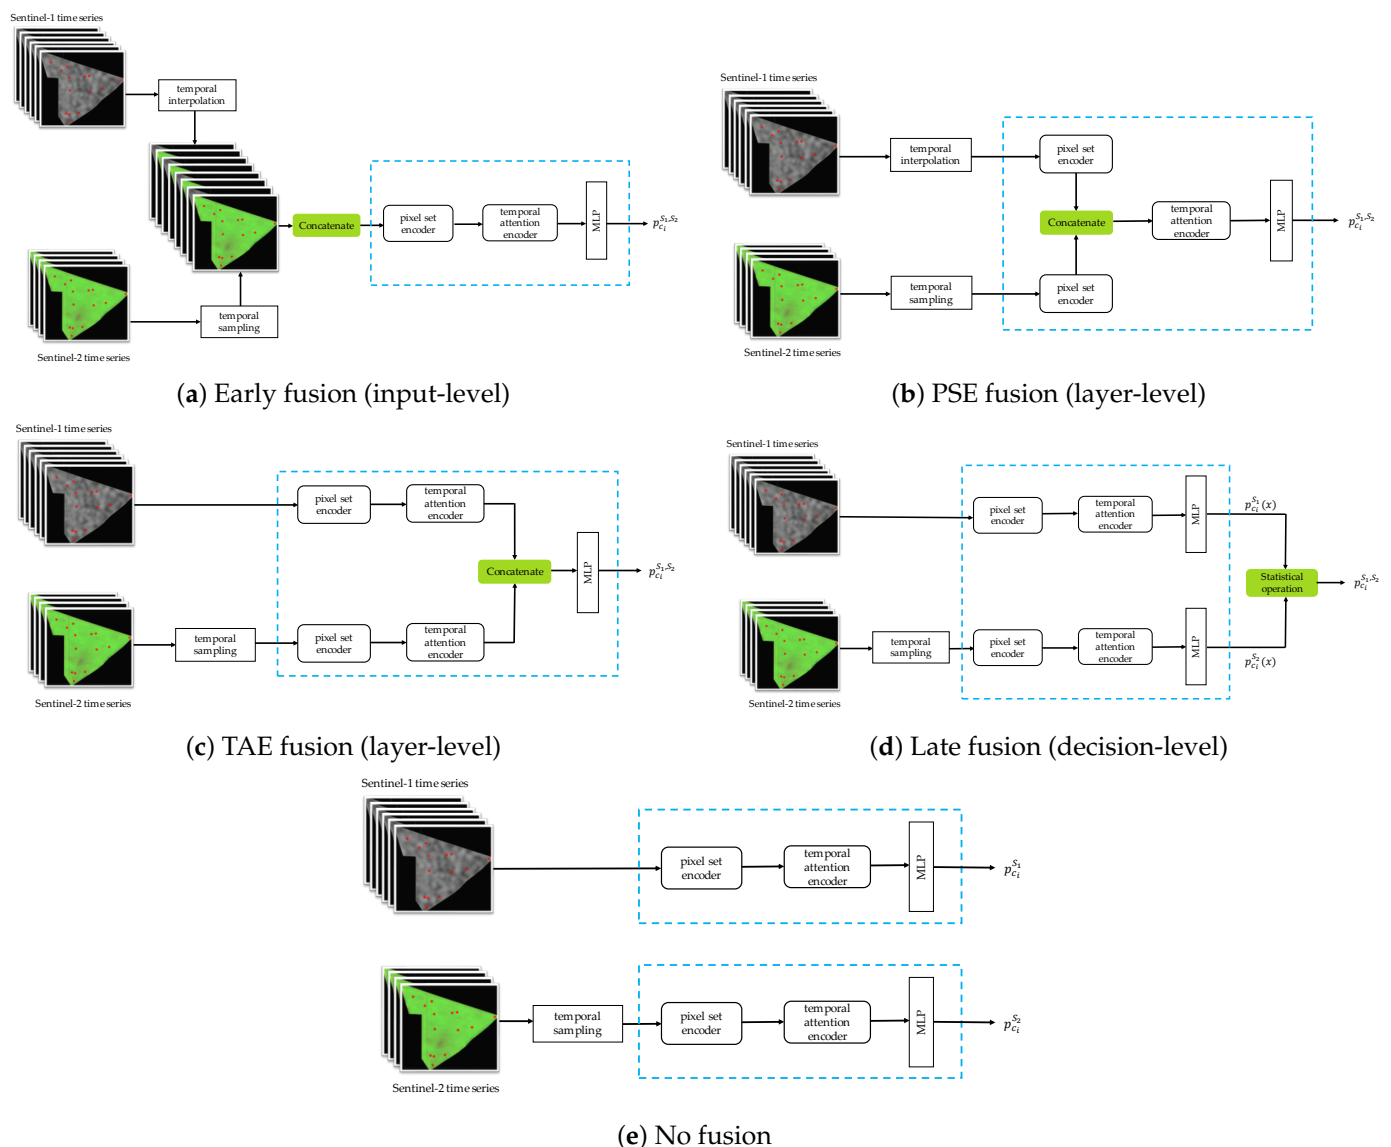 Sentinel-1 time series
temporal
interpolation
Concatenate
pixel set
encoder
temporal
attention
encoder
MLP
p_{c_i}^{S_1,S_2}
temporal
sampling
Sentinel-2 time series
(a) Early fusion (input-level)
Sentinel-1 time series
temporal
interpolation
pixel set
encoder
Concatenate
temporal
attention
encoder
MLP
p_{c_i}^{S_1,S_2}
temporal
sampling
pixel set
encoder
Sentinel-2 time series
(b) PSE fusion (layer-level)
Sentinel-1 time series
pixel set
encoder
temporal
attention
encoder
Concatenate
MLP
p_{c_i}^{S_1,S_2}
temporal
sampling
pixel set
encoder
temporal
attention
encoder
Sentinel-2 time series
(c) TAE fusion (layer-level)
Sentinel-1 time series
pixel set
encoder
temporal
attention
encoder
MLP
p_{c_i}^{S_1}(x)
Statistical
operation
p_{c_i}^{S_1,S_2}
temporal
sampling
pixel set
encoder
temporal
attention
encoder
MLP
p_{c_i}^{S_2}(x)
Sentinel-2 time series
(d) Late fusion (decision-level)
Sentinel-1 time series
pixel set
encoder
temporal
attention
encoder
MLP
p_{c_i}^{S_1}
temporal
sampling
pixel set
encoder
temporal
attention
encoder
MLP
p_{c_i}^{S_2}
Sentinel-2 time series
(e) No fusion